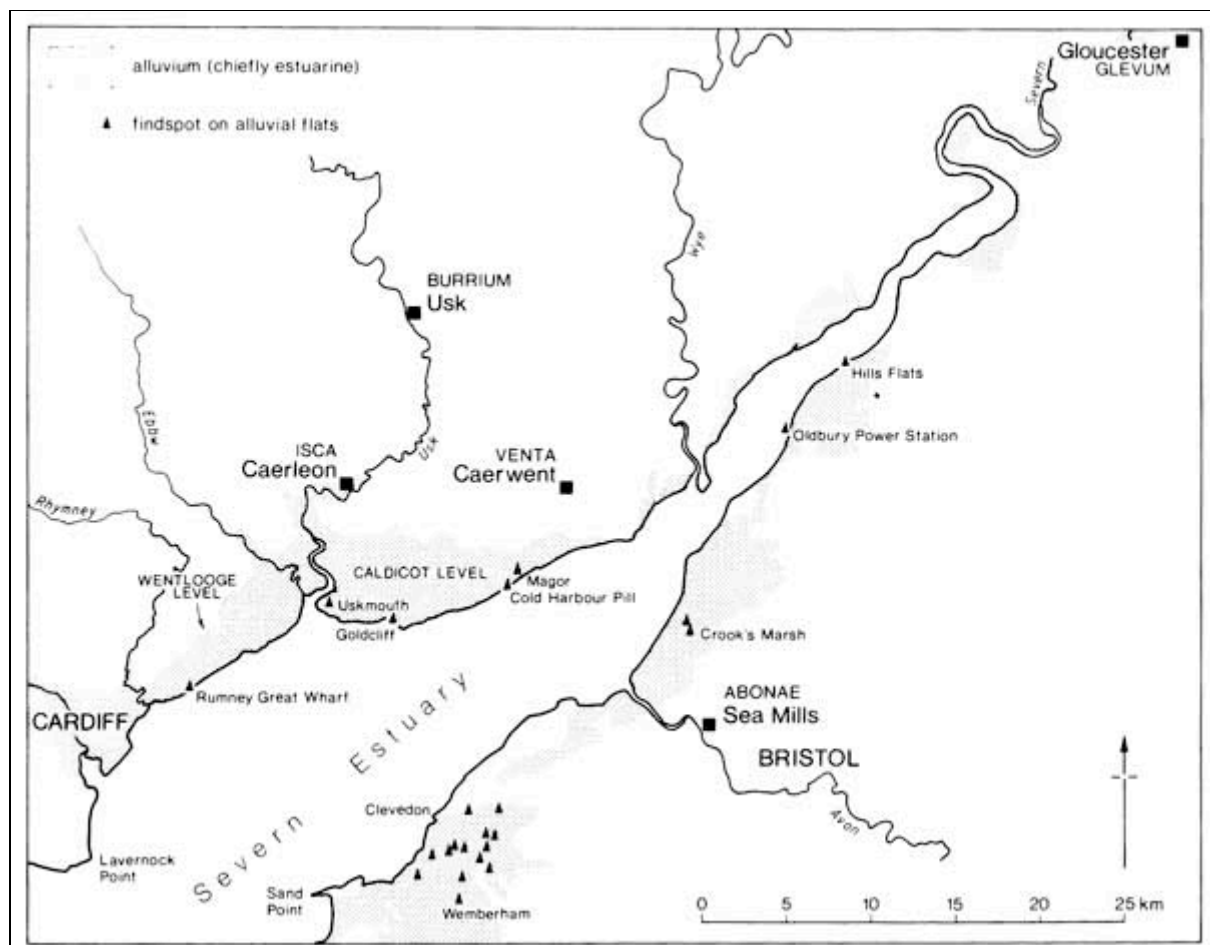 alluvium (chiefly estuarine)
findspot on alluvial flats
Gloucester
GLEVUM
Severn
Wye
BURRIUM
Usk
Ebbw
Usk
Hills Flats
Oldbury Power Station
ISCA
Caerleon
VENTA
Caerwent
Rhymney
WENTLOOGE
LEVEL
CALDICOT LEVEL
Magor
Cold Harbour Pill
Uskmouth
Goldcliff
Crook's Marsh
Rumney Great Wharf
CARDIFF
ABONAE
Sea Mills
BRISTOL
Avon
Severn Estuary
Clevedon
Lavernock
Point
Sand
Point
Wemberham
0 5 10 15 20 25 km